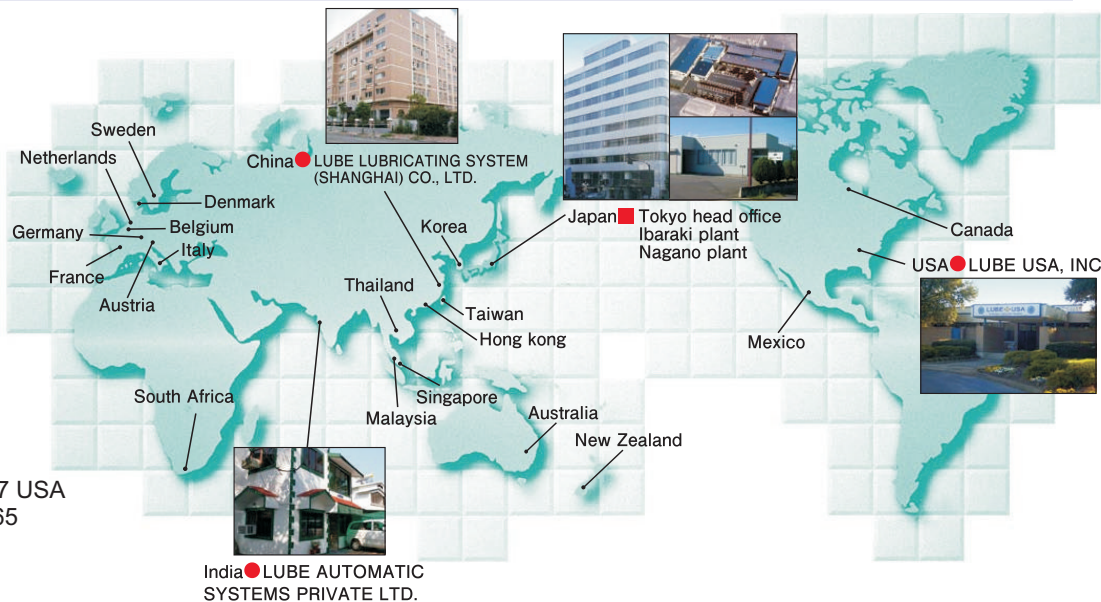 Sweden
Netherlands
China LUBE LUBRICATING SYSTEM
(SHANGHAI) CO., LTD.
Denmark
Germany
Belgium
Italy
France
Austria
Korea
Japan Tokyo head office
Ibaraki plant
Nagano plant
Canada
USA LUBE USA, INC
LUBE USA
Thailand
Taiwan
Hong kong
Mexico
South Africa
Singapore
Malaysia
Australia
New Zealand
7 USA
65
India LUBE AUTOMATIC
SYSTEMS PRIVATE LTD.